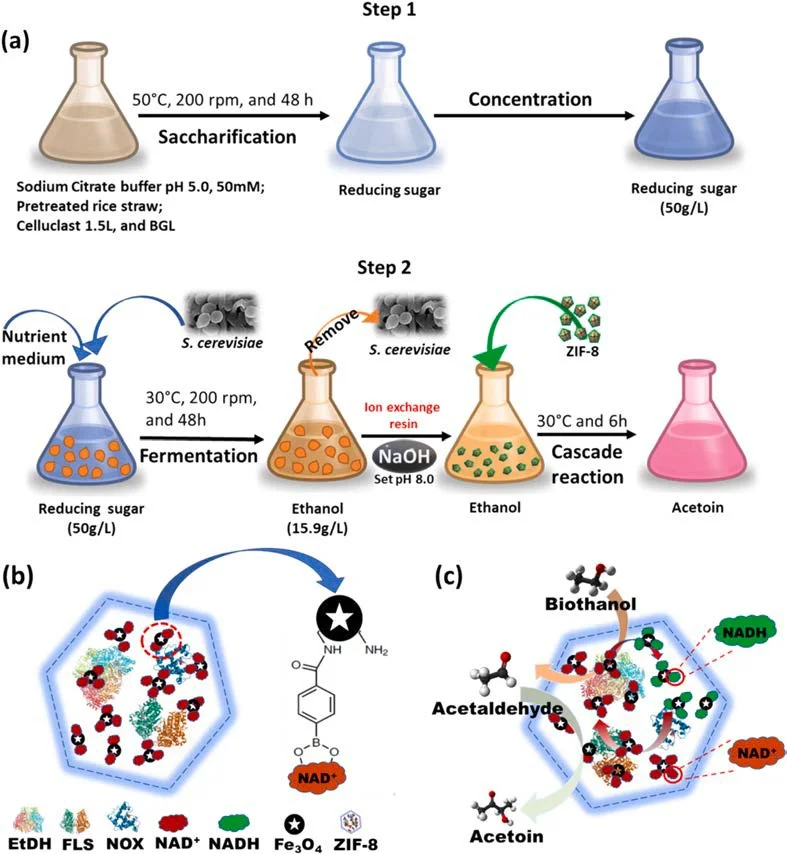 Step 1
(a)
50°C, 200 rpm, and 48 h
Saccharification
Concentration
Sodium Citrate buffer pH 5.0, 50mM;
Pretreated rice straw;
Celluclast 1.5L, and BGL
Reducing sugar
Reducing sugar
(50g/L)
Step 2
Nutrient
medium
S. cerevisiae
Remove
S. cerevisiae
ZIF-8
30°C, 200 rpm,
and 48h
Fermentation
Ion exchange
resin
NaOH
Set pH 8.0
30°C and 6h
Cascade
reaction
Reducing sugar
(50g/L)
Ethanol
(15.9g/L)
Ethanol
Acetoin
(b)
NH
NH₂
O
B
O
O
NAD⁺
(c)
Biothanol
NADH
Acetaldehyde
NAD⁺
Acetoin
EtDH
FLS
NOX
NAD⁺
NADH
Fe₃O₄
ZIF-8